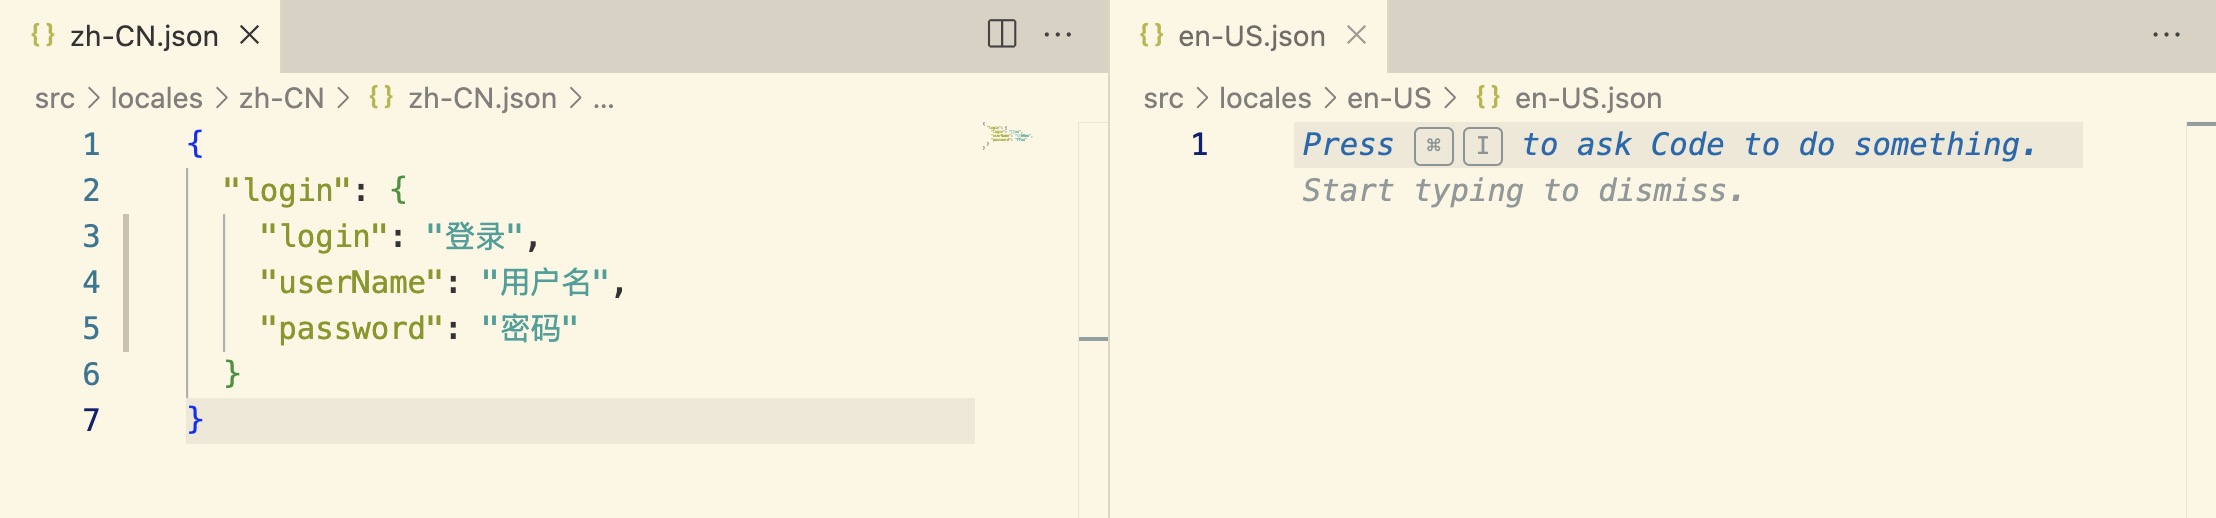 zh-CN.json
src > locales > zh-CN > {} zh-CN.json > ...
1 {
2 "login": {
3 "login": "登录",
4 "userName": "用户名",
5 "password": "密码"
6 }
7 }
en-US.json
src > locales > en-US > {} en-US.json
1 Press ⌘ I to ask Code to do something.
Start typing to dismiss.